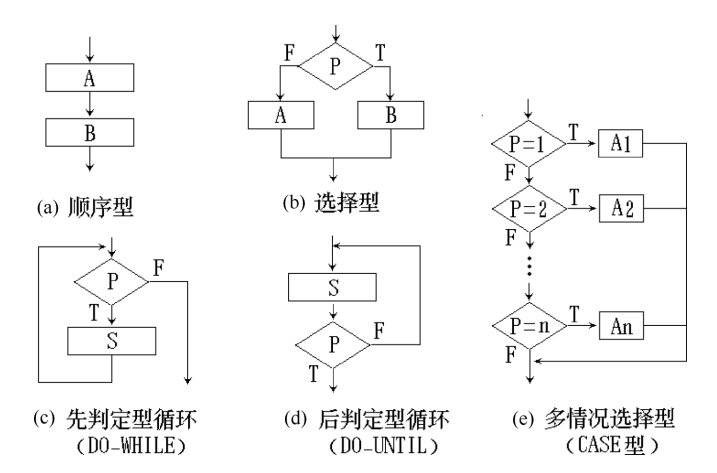 A
B
(a) 顺序型
F
T
P
A
B
(b) 选择型
P
F
T
S
(c) 先判定型循环
（DO-WHILE）
S
P
F
T
(d) 后判定型循环
（DO-UNTIL）
P=1
T
A1
F
P=2
T
A2
F
⋮
P=n
T
An
F
(e) 多情况选择型
（CASE型）